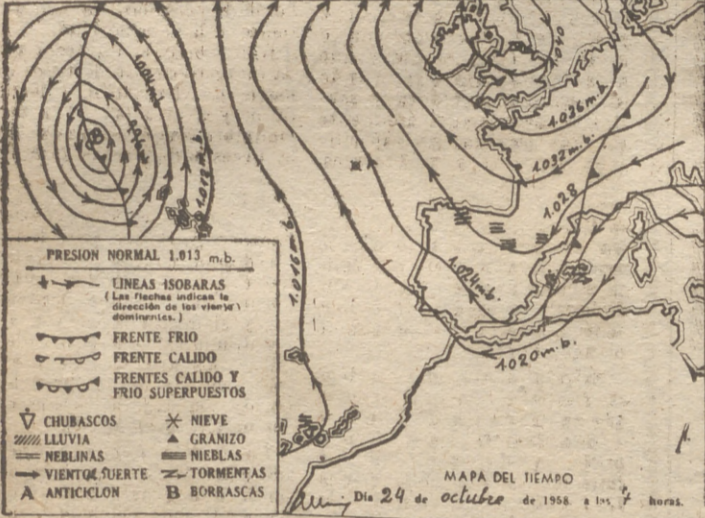 1.004 m.b.
1.012 m.b.
1.016 m.b.
1.040
1.036 m.b.
1.032 m.b.
1.028
1.024 m.b.
1.020 m.b.
B
PRESION NORMAL 1.013 m.b.
LINEAS ISOBARAS
(Las flechas indican la
dirección de los vientos
dominantes.)
FRENTE FRIO
FRENTE CALIDO
FRENTES CALIDO Y
FRIO SUPERPUESTOS
CHUBASCOS NIEVE
LLUVIA GRANIZO
NEBLINAS NIEBLAS
VIENTO FUERTE TORMENTAS
A ANTICICLON B BORRASCAS
MAPA DEL TIEMPO
Dia 24 de octubre de 1958 a las 7 horas.